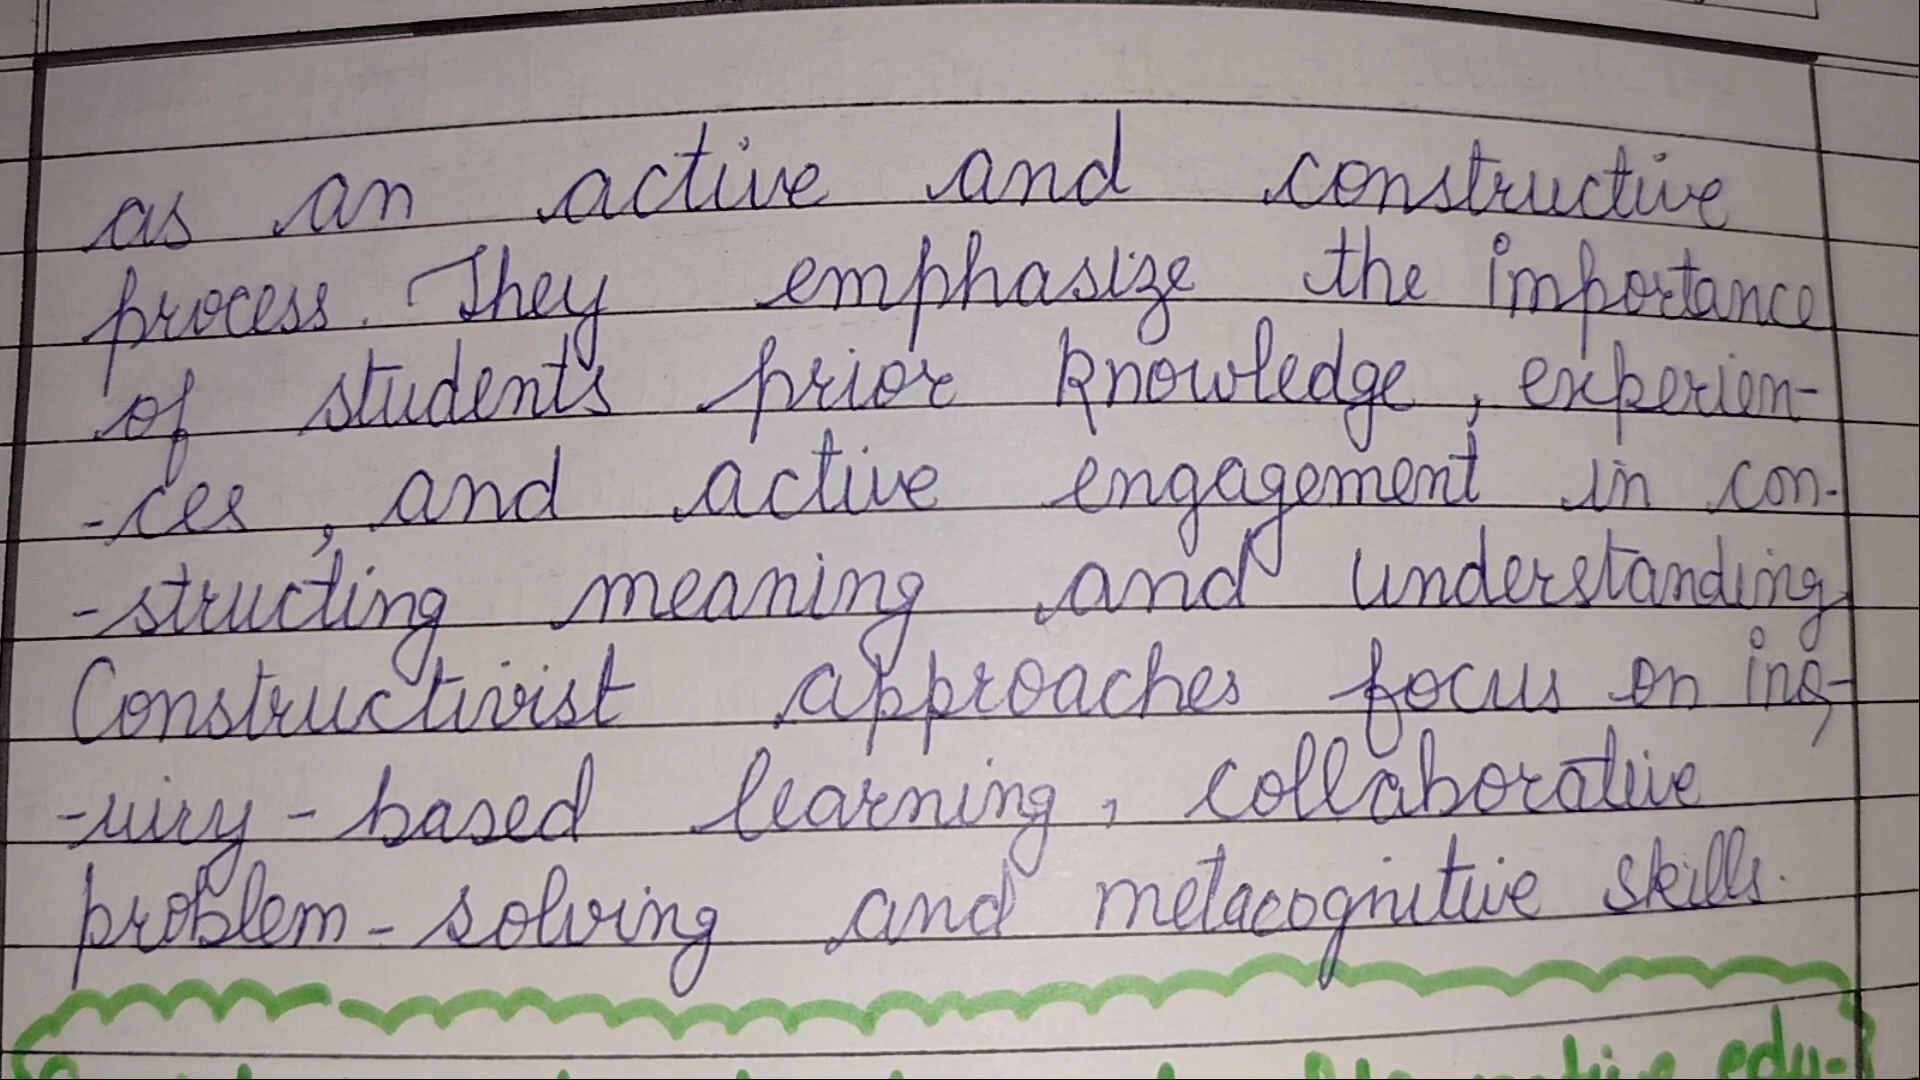 as an active and constructive
process. They emphasize the importance
of students prior knowledge, experien-
-ces, and active engagement in con-
-structing meaning and understanding
Constructivist approaches focus on inq-
-uiry-based learning, collaborative
problem-solving and metacognitive skills.
edu-